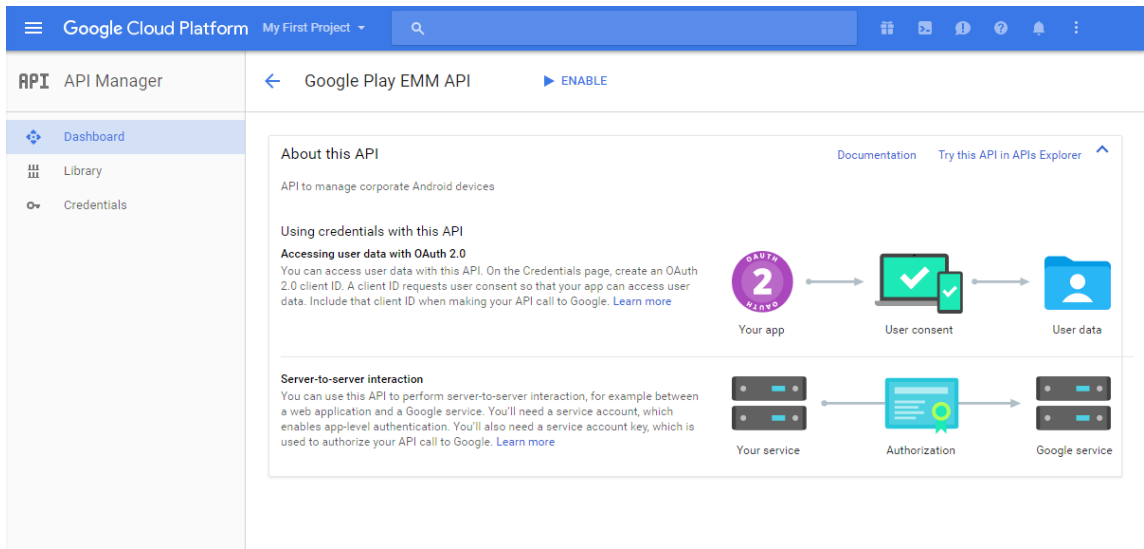 Google Cloud Platform My First Project
API API Manager
Google Play EMM API ENABLE
Dashboard
Library
Credentials
About this API
Documentation Try this API in APIs Explorer
API to manage corporate Android devices
Using credentials with this API
Accessing user data with OAuth 2.0
You can access user data with this API. On the Credentials page, create an OAuth
2.0 client ID. A client ID requests user consent so that your app can access user
data. Include that client ID when making your API call to Google. Learn more
OAUTH
2
OAUTH
Your app
User consent
User data
Server-to-server interaction
You can use this API to perform server-to-server interaction, for example between
a web application and a Google service. You'll need a service account, which
enables app-level authentication. You'll also need a service account key, which is
used to authorize your API call to Google. Learn more
Your service
Authorization
Google service